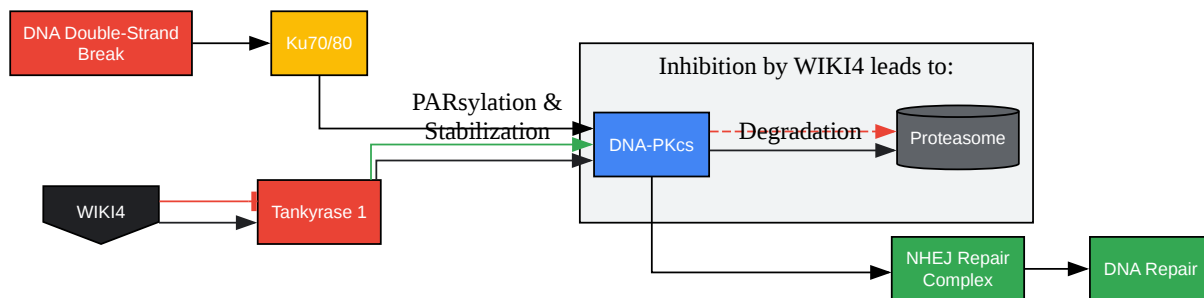 DNA Double-Strand
Break
Ku70/80
Inhibition by WIKI4 leads to:
PARsylation &
Stabilization
DNA-PKcs
Degradation
Proteasome
WIKI4
Tankyrase 1
NHEJ Repair
Complex
DNA Repair